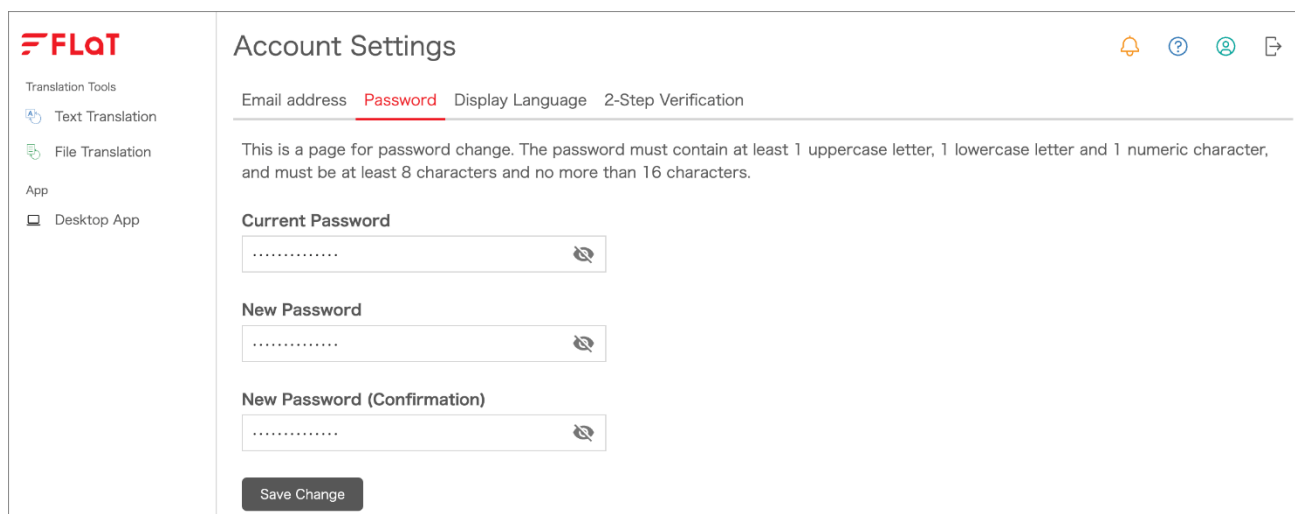 FLaT
Translation Tools
Text Translation
File Translation
App
Desktop App
Account Settings
Email address Password Display Language 2-Step Verification
This is a page for password change. The password must contain at least 1 uppercase letter, 1 lowercase letter and 1 numeric character,
and must be at least 8 characters and no more than 16 characters.
Current Password
..............
New Password
..............
New Password (Confirmation)
..............
Save Change